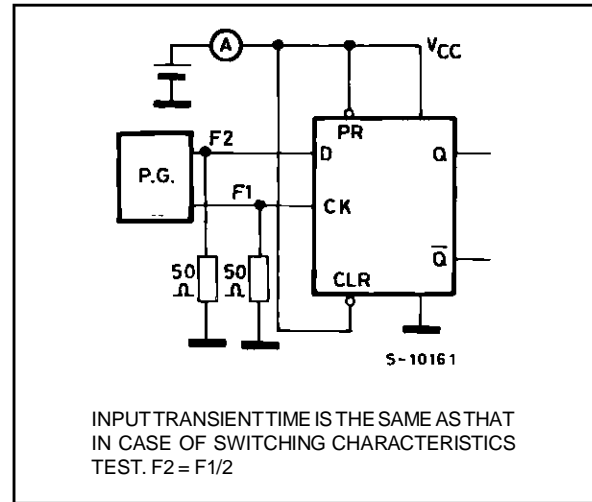 A
VCC
PR
F2
D
Q
P.G.
F1
CK
Q̅
50
Ω
50
Ω
CLR
S-10161
INPUT TRANSIENT TIME IS THE SAME AS THAT
IN CASE OF SWITCHING CHARACTERISTICS
TEST. F2 = F1/2